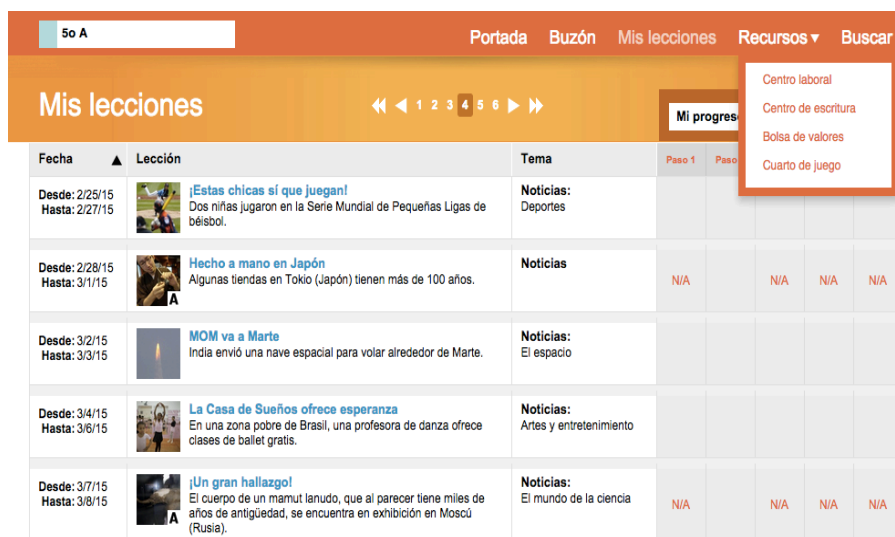 5o A
Portada Buzón Mis lecciones Recursos▾ Buscar
Centro laboral
Centro de escritura
Bolsa de valores
Cuarto de juego
Mis lecciones
1 2 3 4 5 6
Mi progres
Fecha ▲ Lección Tema Paso 1 Paso
Desde: 2/25/15
Hasta: 2/27/15
¡Estas chicas sí que juegan!
Dos niñas jugaron en la Serie Mundial de Pequeñas Ligas de
béisbol.
Noticias:
Deportes
Desde: 2/28/15
Hasta: 3/1/15
A
Hecho a mano en Japón
Algunas tiendas en Tokio (Japón) tienen más de 100 años.
Noticias
N/A N/A N/A N/A
Desde: 3/2/15
Hasta: 3/3/15
MOM va a Marte
India envió una nave espacial para volar alrededor de Marte.
Noticias:
El espacio
Desde: 3/4/15
Hasta: 3/6/15
La Casa de Sueños ofrece esperanza
En una zona pobre de Brasil, una profesora de danza ofrece
clases de ballet gratis.
Noticias:
Artes y entretenimiento
Desde: 3/7/15
Hasta: 3/8/15
A
¡Un gran hallazgo!
El cuerpo de un mamut lanudo, que al parecer tiene miles de
años de antigüedad, se encuentra en exhibición en Moscú
(Rusia).
Noticias:
El mundo de la ciencia
N/A N/A N/A N/A